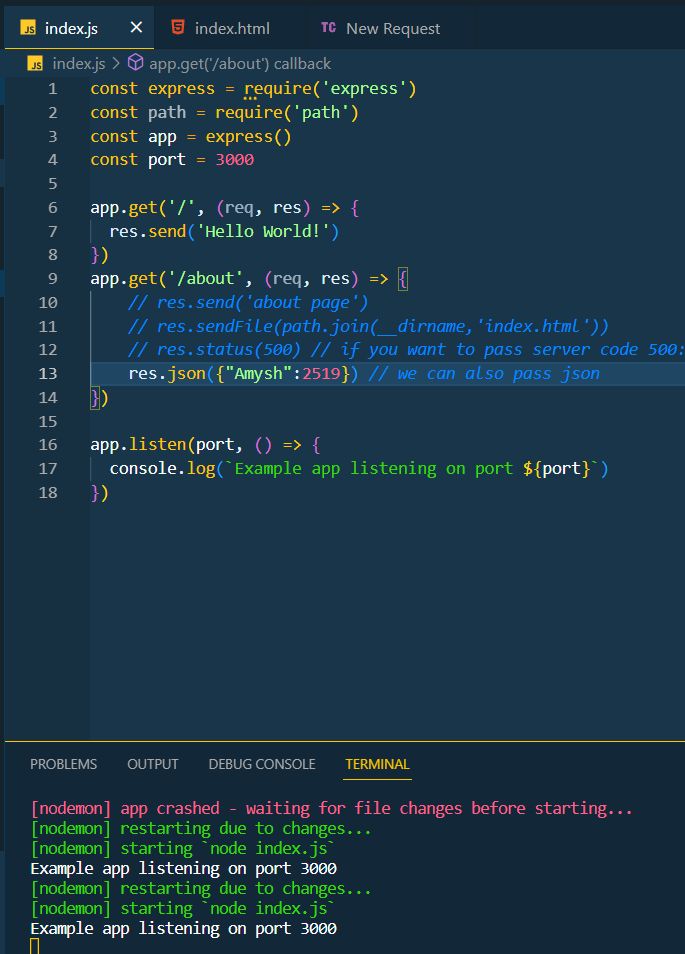 JS index.js × index.html TC New Request
JS index.js > app.get('/about') callback
1 const express = require('express')
2 const path = require('path')
3 const app = express()
4 const port = 3000
5
6 app.get('/', (req, res) => {
7 res.send('Hello World!')
8 })
9 app.get('/about', (req, res) => {
10 // res.send('about page')
11 // res.sendFile(path.join(__dirname,'index.html'))
12 // res.status(500) // if you want to pass server code 500:
13 res.json({"Amysh":2519}) // we can also pass json
14 })
15
16 app.listen(port, () => {
17 console.log(`Example app listening on port ${port}`)
18 })
PROBLEMS OUTPUT DEBUG CONSOLE TERMINAL
[nodemon] app crashed - waiting for file changes before starting...
[nodemon] restarting due to changes...
[nodemon] starting `node index.js`
Example app listening on port 3000
[nodemon] restarting due to changes...
[nodemon] starting `node index.js`
Example app listening on port 3000